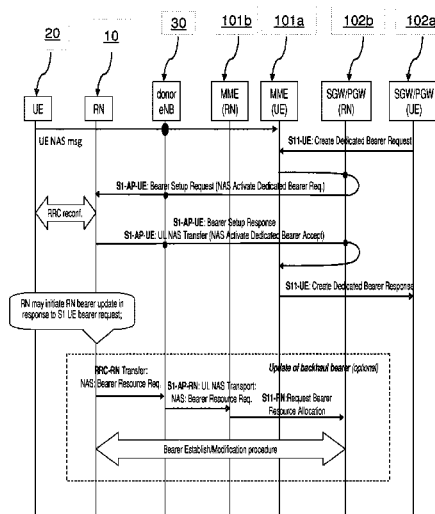 20
10
30
101b
101a
102b
102a
UE
RN
donor
eNB
MME
(RN)
MME
(UE)
SGW/PGW
(RN)
SGW/PGW
(UE)
UE NAS msg
S11-UE: Create Dedicated Bearer Request
S1-AP-UE: Bearer Setup Request (NAS Activate Dedicated Bearer Req.)
RRC reconf.
S1-AP-UE: Bearer Setup Response
S1-AP-UE: UL NAS Transfer (NAS Activate Dedicated Bearer Accept)
S11-UE: Create Dedicated Bearer Response
RN may initiate RN bearer update in
response to S1 UE bearer request;
Update of backhaul bearer (optional)
RRC-RN Transfer:
NAS: Bearer Resource Req.
S1-AP-RN: UL NAS Transport:
NAS: Bearer Resource Req.
S11-RN:Request Bearer
Resource Allocation
Bearer Establish/Modification procedure